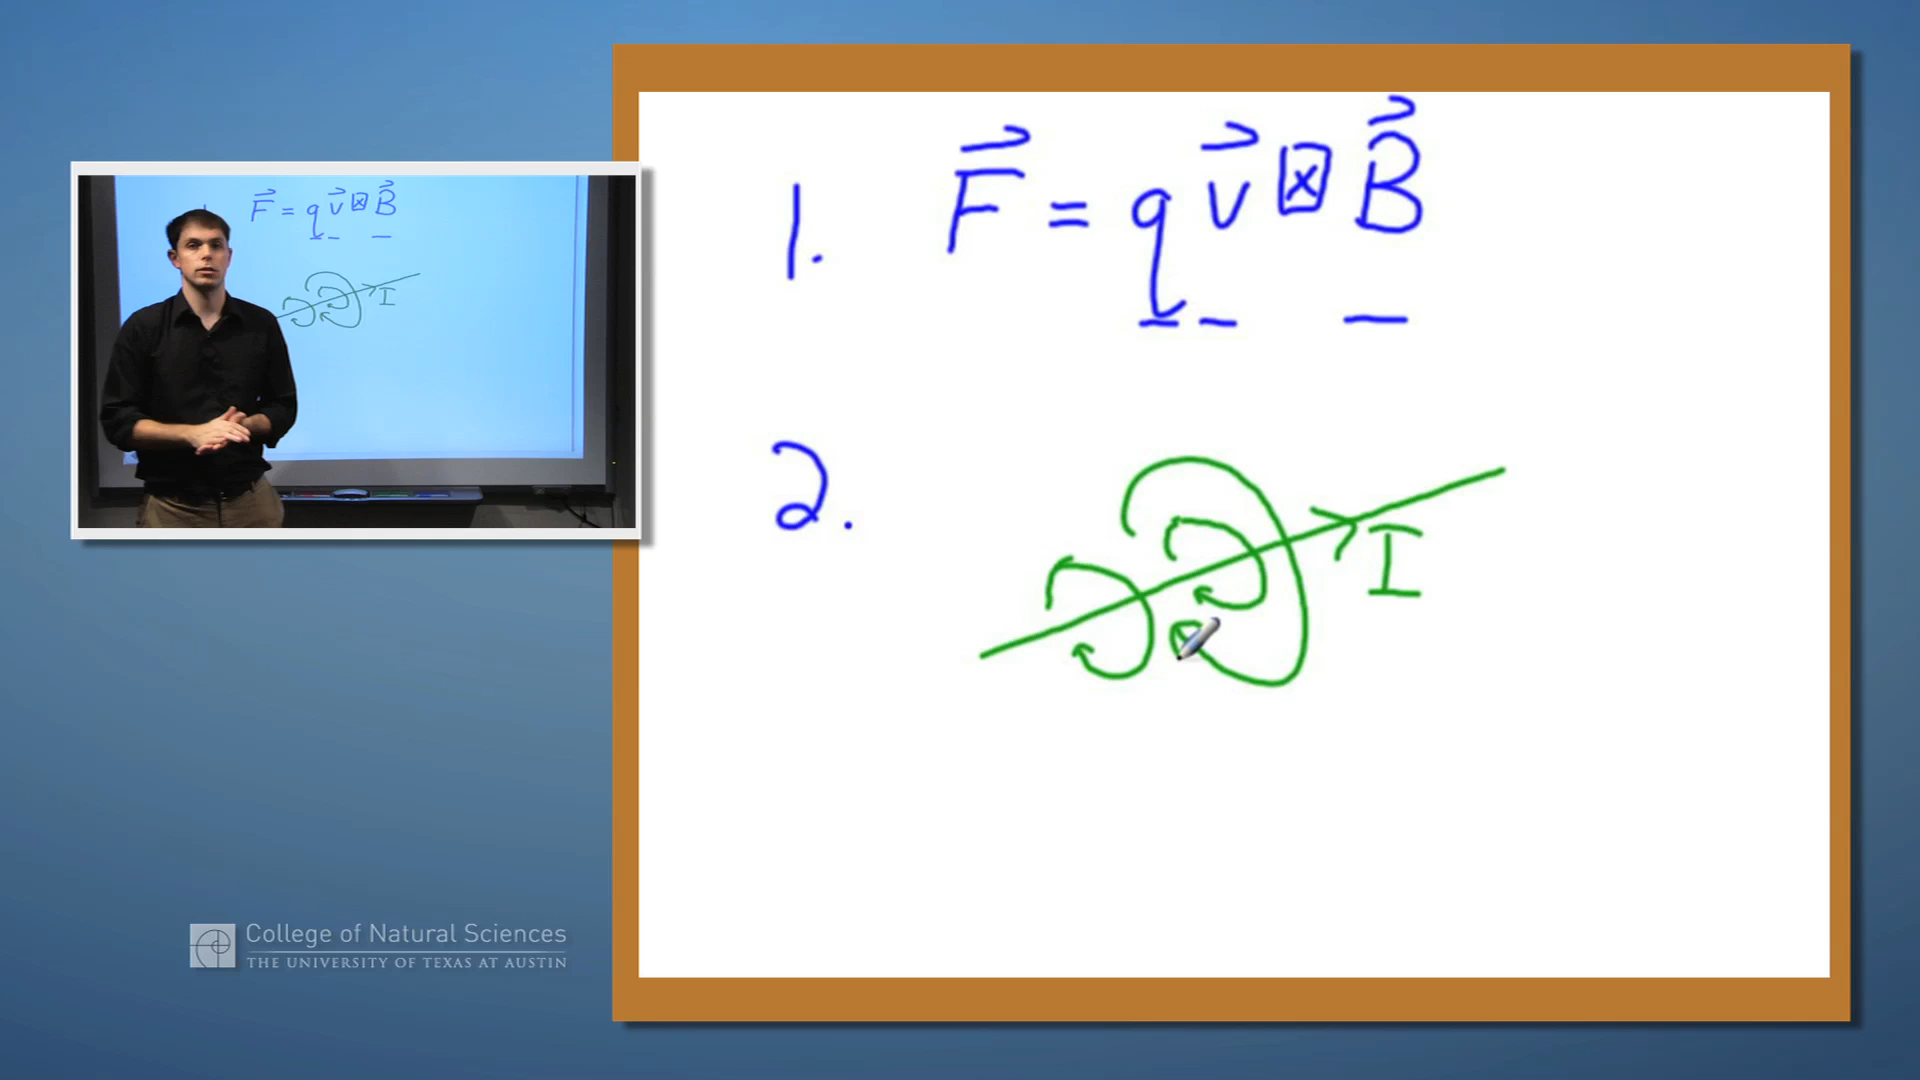 1. F⃗ = q v⃗ × B⃗
2.
I
F⃗ = q v⃗ × B⃗
I
College of Natural Sciences
THE UNIVERSITY OF TEXAS AT AUSTIN